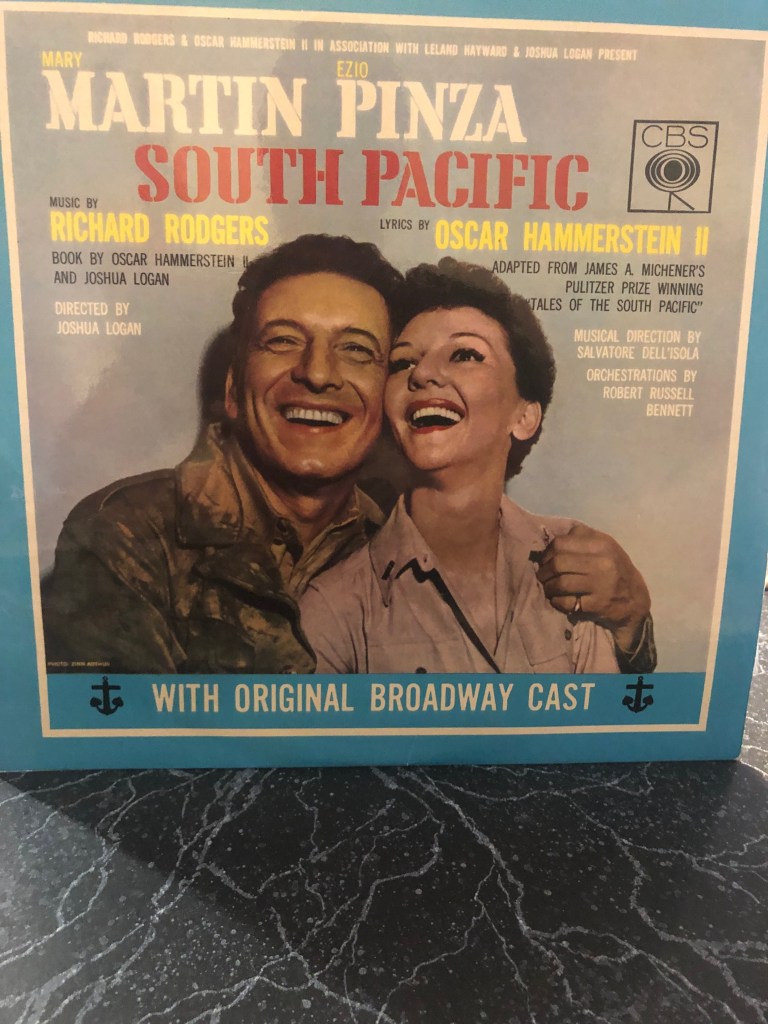 RICHARD RODGERS & OSCAR HAMMERSTEIN II IN ASSOCIATION WITH LELAND HAYWARD & JOSHUA LOGAN PRESENT
MARY
EZIO
MARTIN PINZA
SOUTH PACIFIC
CBS
MUSIC BY
RICHARD RODGERS
LYRICS BY OSCAR HAMMERSTEIN II
BOOK BY OSCAR HAMMERSTEIN II
AND JOSHUA LOGAN
DIRECTED BY
JOSHUA LOGAN
ADAPTED FROM JAMES A. MICHENER'S
PULITZER PRIZE WINNING
"TALES OF THE SOUTH PACIFIC"
MUSICAL DIRECTION BY
SALVATORE DELL'ISOLA
ORCHESTRATIONS BY
ROBERT RUSSELL
BENNETT
PHOTO:
WITH ORIGINAL BROADWAY CAST